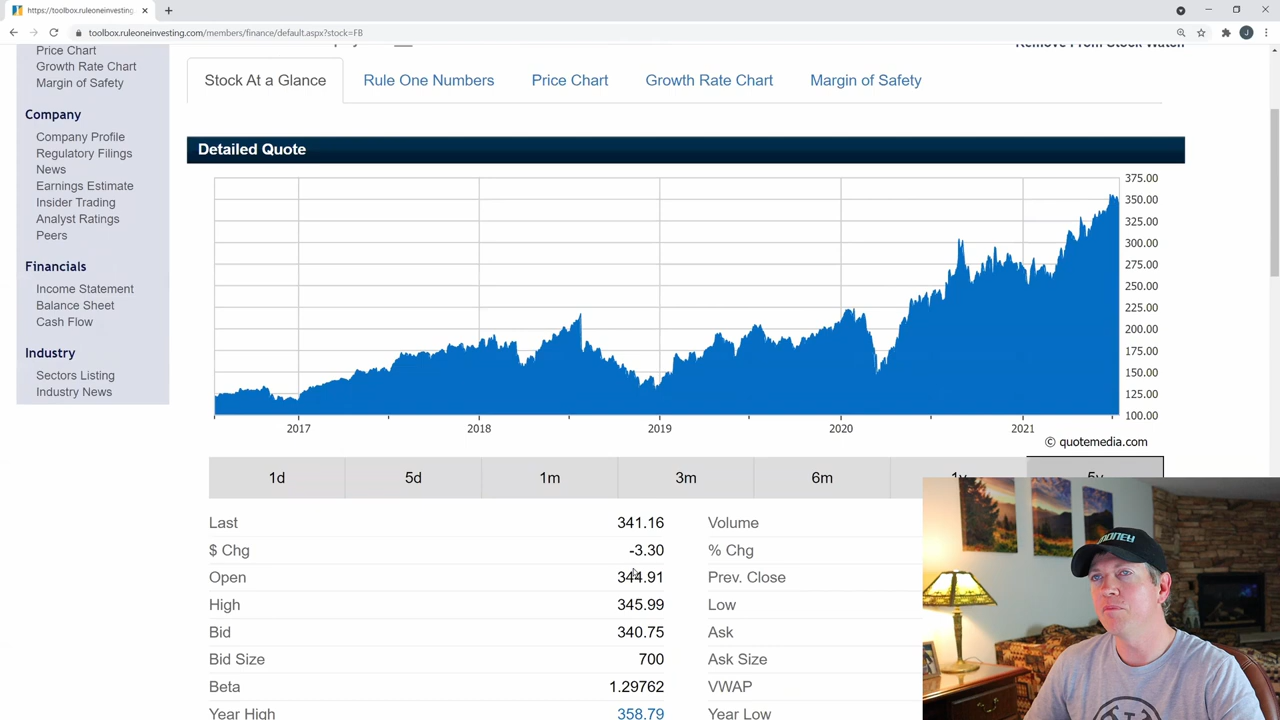 https://toolbox.ruleoneinvesting.c
toolbox.ruleoneinvesting.com/members/finance/default.aspx?stock=FB
J
Remove From Stock Watch
Price Chart
Growth Rate Chart
Margin of Safety
Company
Company Profile
Regulatory Filings
News
Earnings Estimate
Insider Trading
Analyst Ratings
Peers
Financials
Income Statement
Balance Sheet
Cash Flow
Industry
Sectors Listing
Industry News
Stock At a Glance Rule One Numbers Price Chart Growth Rate Chart Margin of Safety
Detailed Quote
375.00
350.00
325.00
300.00
275.00
250.00
225.00
200.00
175.00
150.00
125.00
100.00
2017 2018 2019 2020 2021
© quotemedia.com
1d 5d 1m 3m 6m 1y 5y
Last 341.16 Volume
$ Chg -3.30 % Chg
Open 344.91 Prev. Close
High 345.99 Low
Bid 340.75 Ask
Bid Size 700 Ask Size
Beta 1.29762 VWAP
Year High 358.79 Year Low